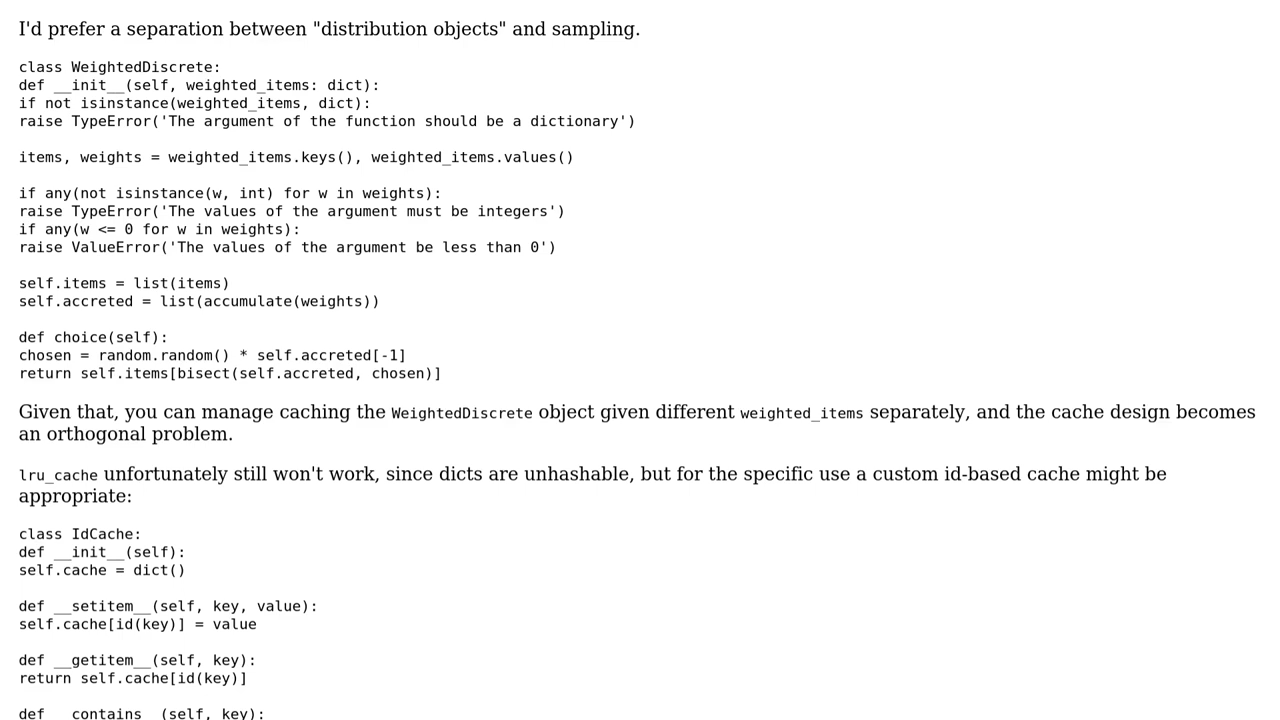 I'd prefer a separation between "distribution objects" and sampling.
class WeightedDiscrete:
def __init__(self, weighted_items: dict):
if not isinstance(weighted_items, dict):
raise TypeError('The argument of the function should be a dictionary')
items, weights = weighted_items.keys(), weighted_items.values()
if any(not isinstance(w, int) for w in weights):
raise TypeError('The values of the argument must be integers')
if any(w <= 0 for w in weights):
raise ValueError('The values of the argument be less than 0')
self.items = list(items)
self.accreted = list(accumulate(weights))
def choice(self):
chosen = random.random() * self.accreted[-1]
return self.items[bisect(self.accreted, chosen)]
Given that, you can manage caching the WeightedDiscrete object given different weighted_items separately, and the cache design becomes
an orthogonal problem.
lru_cache unfortunately still won't work, since dicts are unhashable, but for the specific use a custom id-based cache might be
appropriate:
class IdCache:
def __init__(self):
self.cache = dict()
def __setitem__(self, key, value):
self.cache[id(key)] = value
def __getitem__(self, key):
return self.cache[id(key)]
def __contains__(self, key):